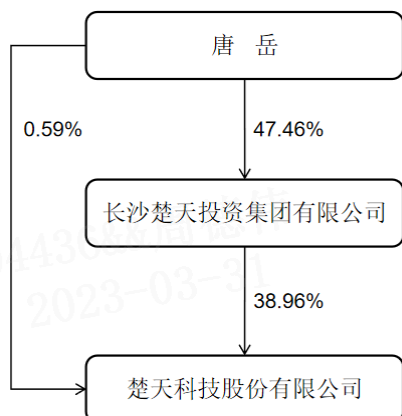 唐 岳
0.59%
47.46%
长沙楚天投资集团有限公司
2023-03-31
38.96%
楚天科技股份有限公司